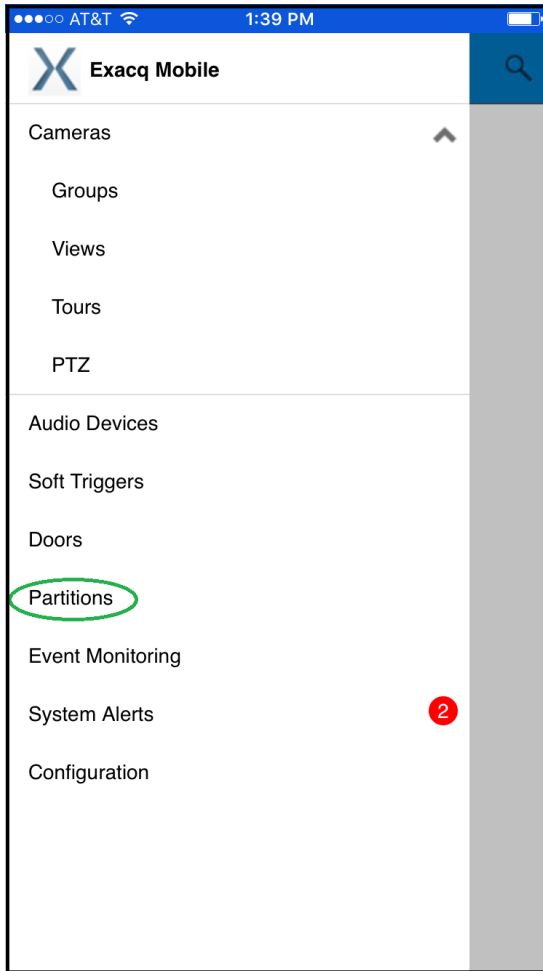 AT&T 1:39 PM
Exacq Mobile
Cameras
Groups
Views
Tours
PTZ
Audio Devices
Soft Triggers
Doors
Partitions
Event Monitoring
System Alerts 2
Configuration